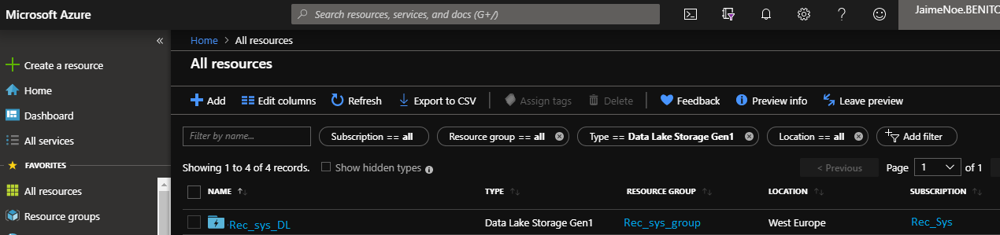 Microsoft Azure
Search resources, services, and docs (G+/)
JaimeNoe.BENITO
«
Create a resource
Home
Dashboard
All services
FAVORITES
All resources
Resource groups
Home > All resources
All resources
Add
Edit columns
Refresh
Export to CSV
Assign tags
Delete
Feedback
Preview info
Leave preview
Filter by name...
Subscription == all
Resource group == all
Type == Data Lake Storage Gen1
Location == all
Add filter
Showing 1 to 4 of 4 records.
Show hidden types
< Previous
Page 1 of 1
NAME TYPE RESOURCE GROUP LOCATION SUBSCRIPTION
Rec_sys_DL Data Lake Storage Gen1 Rec_sys_group West Europe Rec_Sys